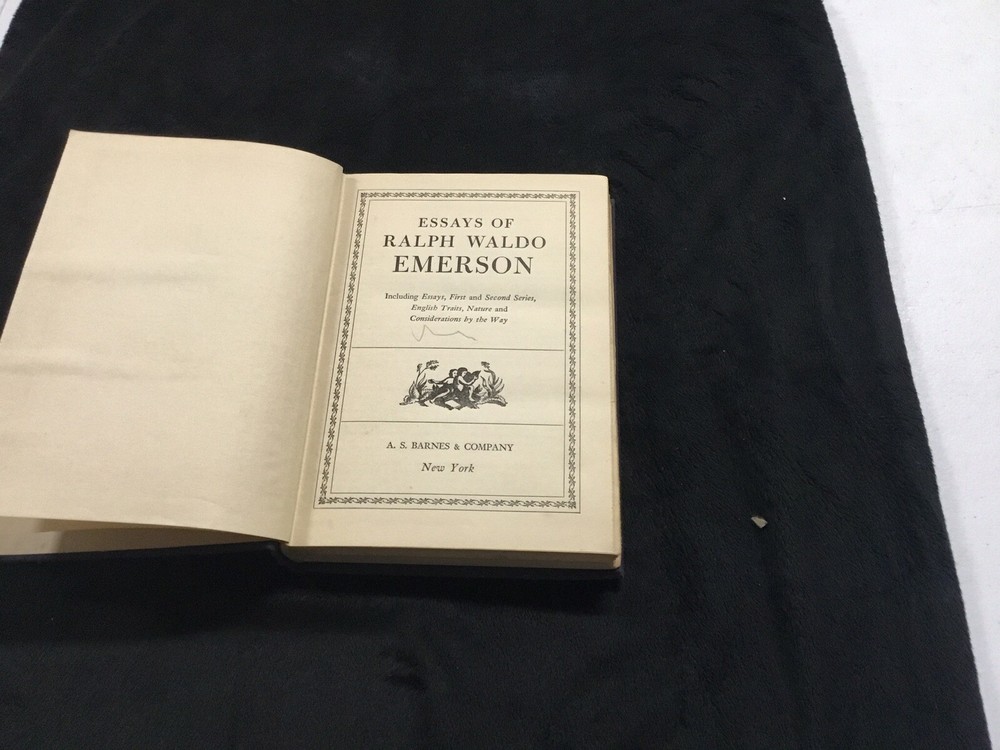 ESSAYS OF
RALPH WALDO
EMERSON
Including Essays, First and Second Series,
English Traits, Nature and
Considerations by the Way
A. S. BARNES & COMPANY
New York